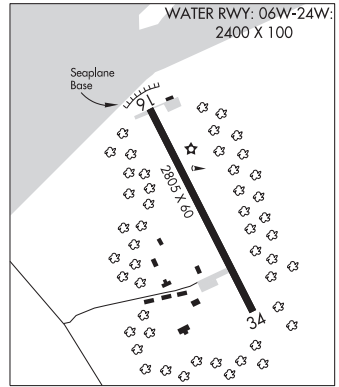 WATER RWY: 06W-24W:
2400 X 100
Seaplane
Base
16
2805 X 60
34